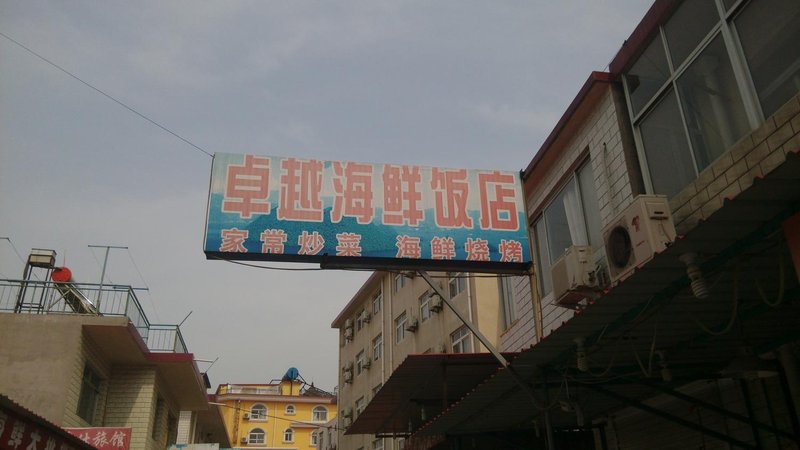 卓越海鲜饭店
家常炒菜 海鲜烧烤
旅馆